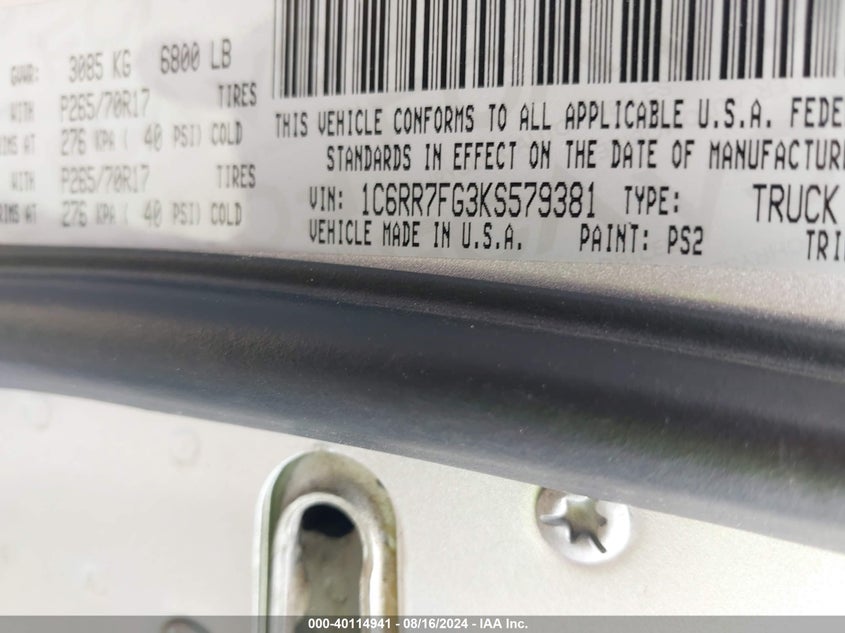 GVWR: 3085 KG 6800 LB
WITH P265/70R17 TIRES
RIMS AT 276 KPA ( 40 PSI) COLD
WITH P265/70R17 TIRES
RIMS AT 276 KPA ( 40 PSI) COLD
THIS VEHICLE CONFORMS TO ALL APPLICABLE U.S.A. FEDE
STANDARDS IN EFFECT ON THE DATE OF MANUFACTUR
VIN: 1C6RR7FG3KS579381 TYPE: TRUCK
VEHICLE MADE IN U.S.A. PAINT: PS2 TRI
000-40114941 - 08/16/2024 - IAA Inc.